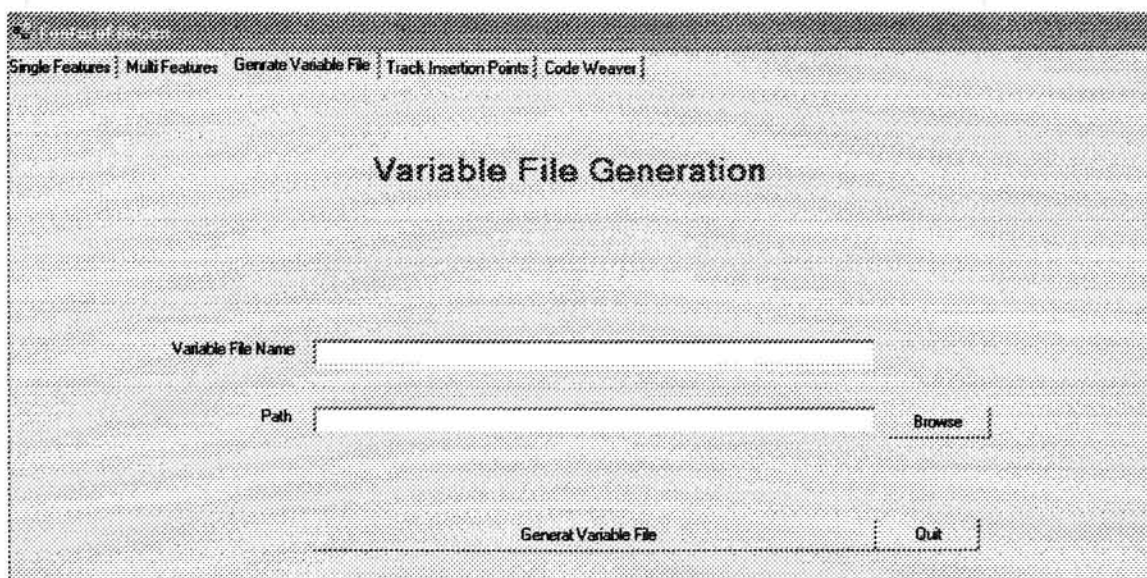 Single Features Multi Features Genrate Variable File Track Insertion Points Code Weaver
Variable File Generation
Variable File Name
Path
Browse
Generat Variable File Quit